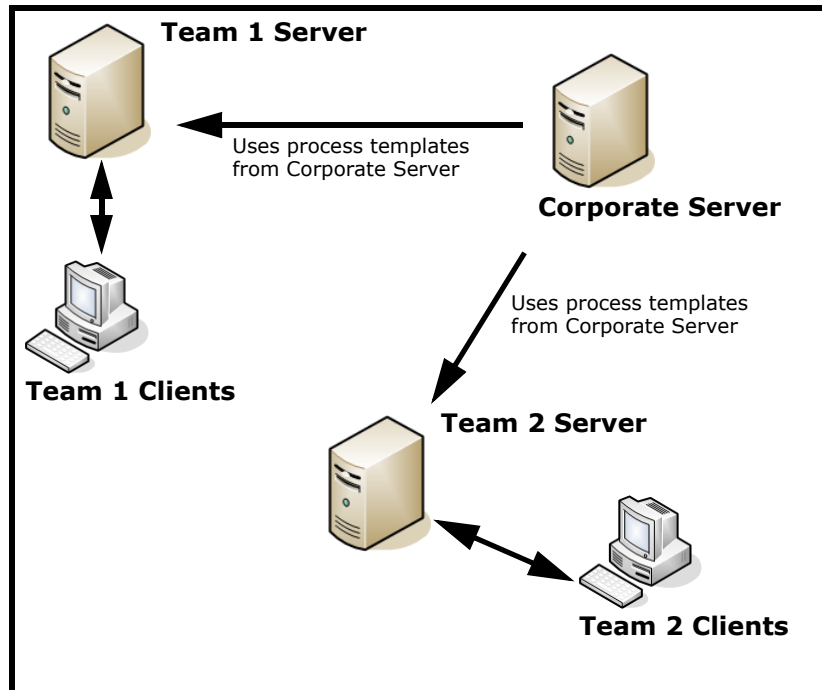 Team 1 Server
Uses process templates
from Corporate Server
Corporate Server
Team 1 Clients
Uses process templates
from Corporate Server
Team 2 Server
Team 2 Clients